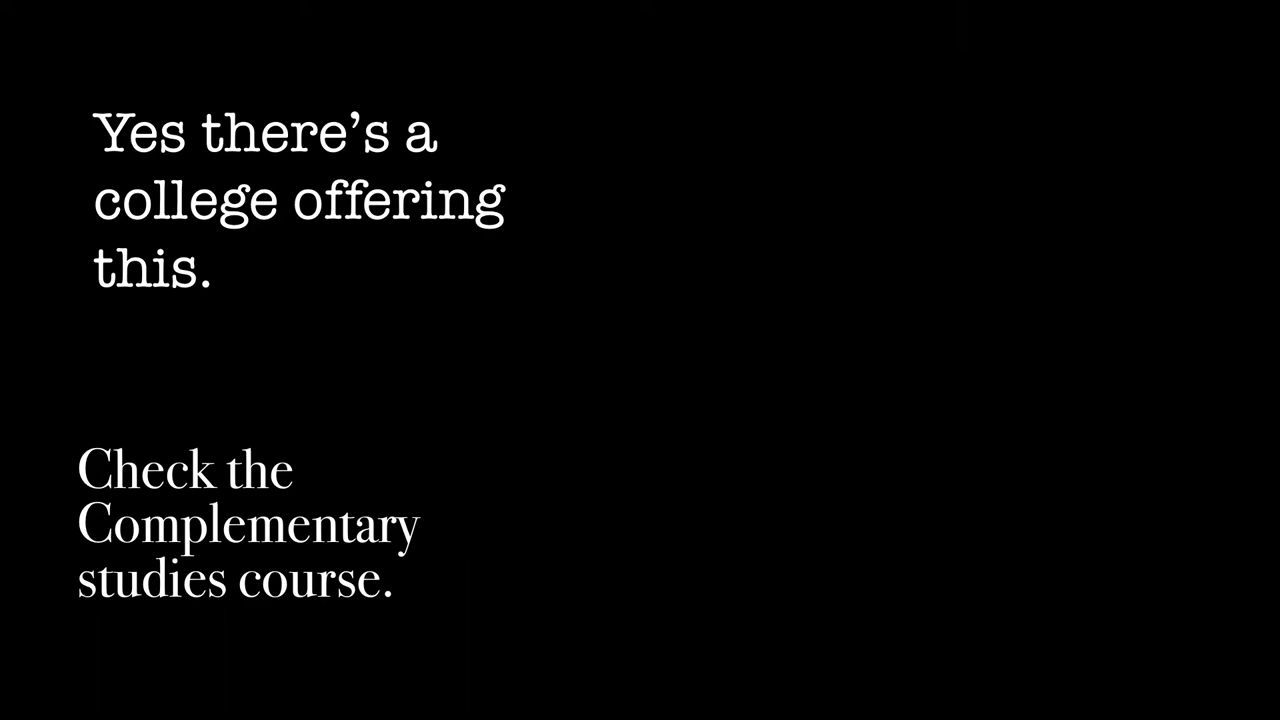 Yes there’s a
college offering
this.
Check the
Complementary
studies course.